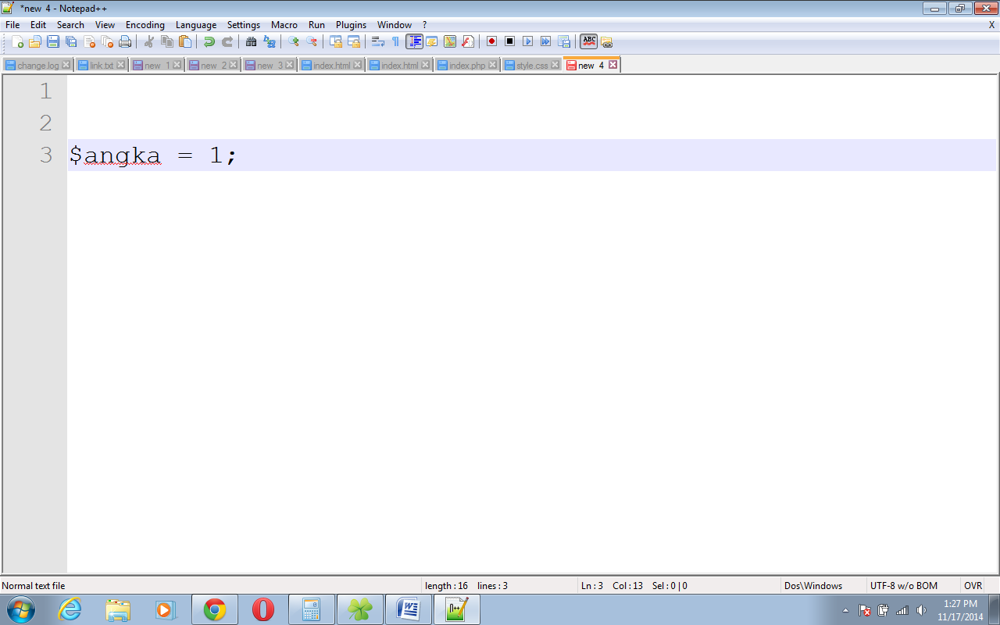 *new  4 - Notepad++
File Edit Search View Encoding Language Settings Macro Run Plugins Window ? X
ABC
change.log link.txt new  1 new  2 new  3 index.html index.html index.php style.css new  4
1
2
3 $angka = 1;
Normal text file length : 16 lines : 3 Ln : 3 Col : 13 Sel : 0 | 0 Dos\Windows UTF-8 w/o BOM OVR
1:27 PM
11/17/2014